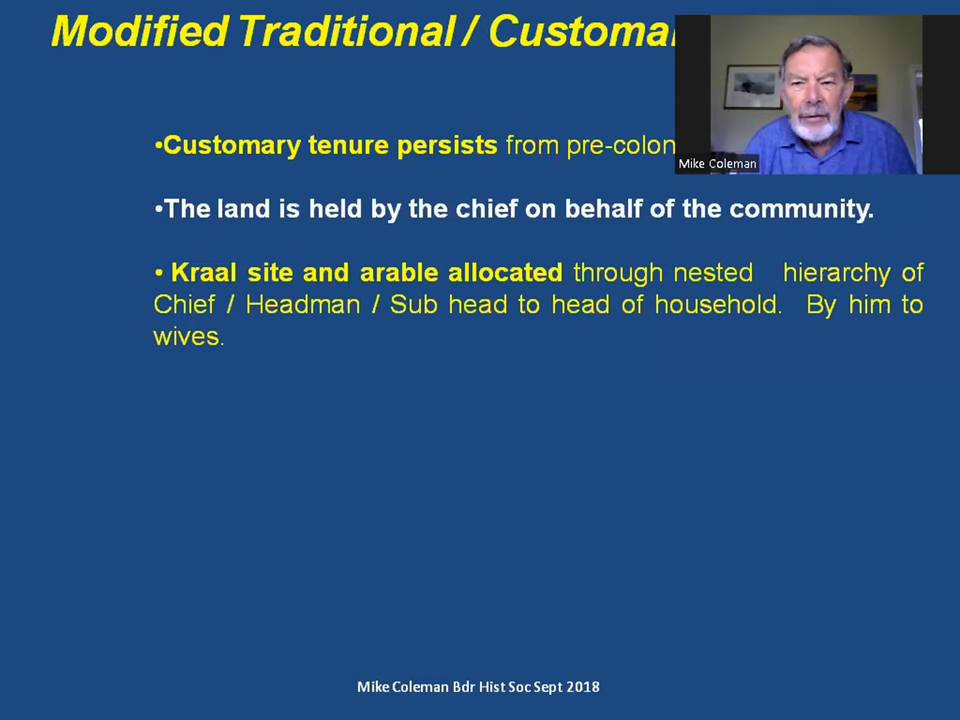 Modified Traditional / Customa
•Customary tenure persists from pre-colon
Mike Coleman
•The land is held by the chief on behalf of the community.
• Kraal site and arable allocated through nested hierarchy of
Chief / Headman / Sub head to head of household. By him to
wives.
Mike Coleman Bdr Hist Soc Sept 2018